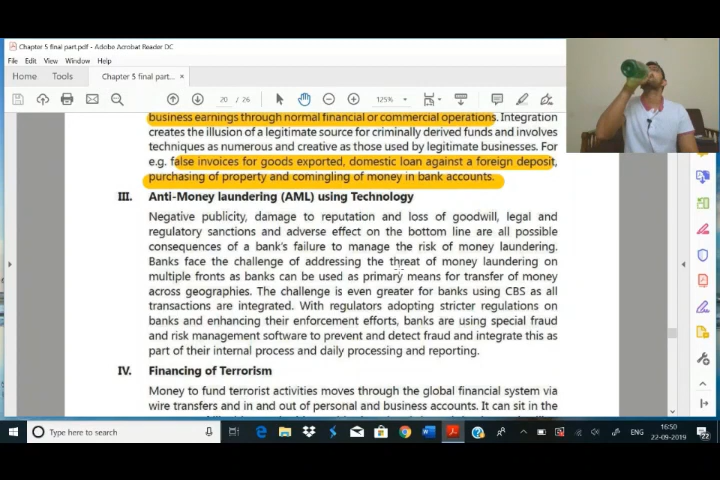 Chapter 5 final part.pdf - Adobe Acrobat Reader DC
File Edit View Window Help
Home Tools Chapter 5 final part... ×
20 / 26 125%
business earnings through normal financial or commercial operations. Integration
creates the illusion of a legitimate source for criminally derived funds and involves
techniques as numerous and creative as those used by legitimate businesses. For
e.g. false invoices for goods exported, domestic loan against a foreign deposit,
purchasing of property and comingling of money in bank accounts.
III. Anti-Money laundering (AML) using Technology
Negative publicity, damage to reputation and loss of goodwill, legal and
regulatory sanctions and adverse effect on the bottom line are all possible
consequences of a bank's failure to manage the risk of money laundering.
Banks face the challenge of addressing the threat of money laundering on
multiple fronts as banks can be used as primary means for transfer of money
across geographies. The challenge is even greater for banks using CBS as all
transactions are integrated. With regulators adopting stricter regulations on
banks and enhancing their enforcement efforts, banks are using special fraud
and risk management software to prevent and detect fraud and integrate this as
part of their internal process and daily processing and reporting.
IV. Financing of Terrorism
Money to fund terrorist activities moves through the global financial system via
wire transfers and in and out of personal and business accounts. It can sit in the
Type here to search
ENG
16:50
22-09-2019